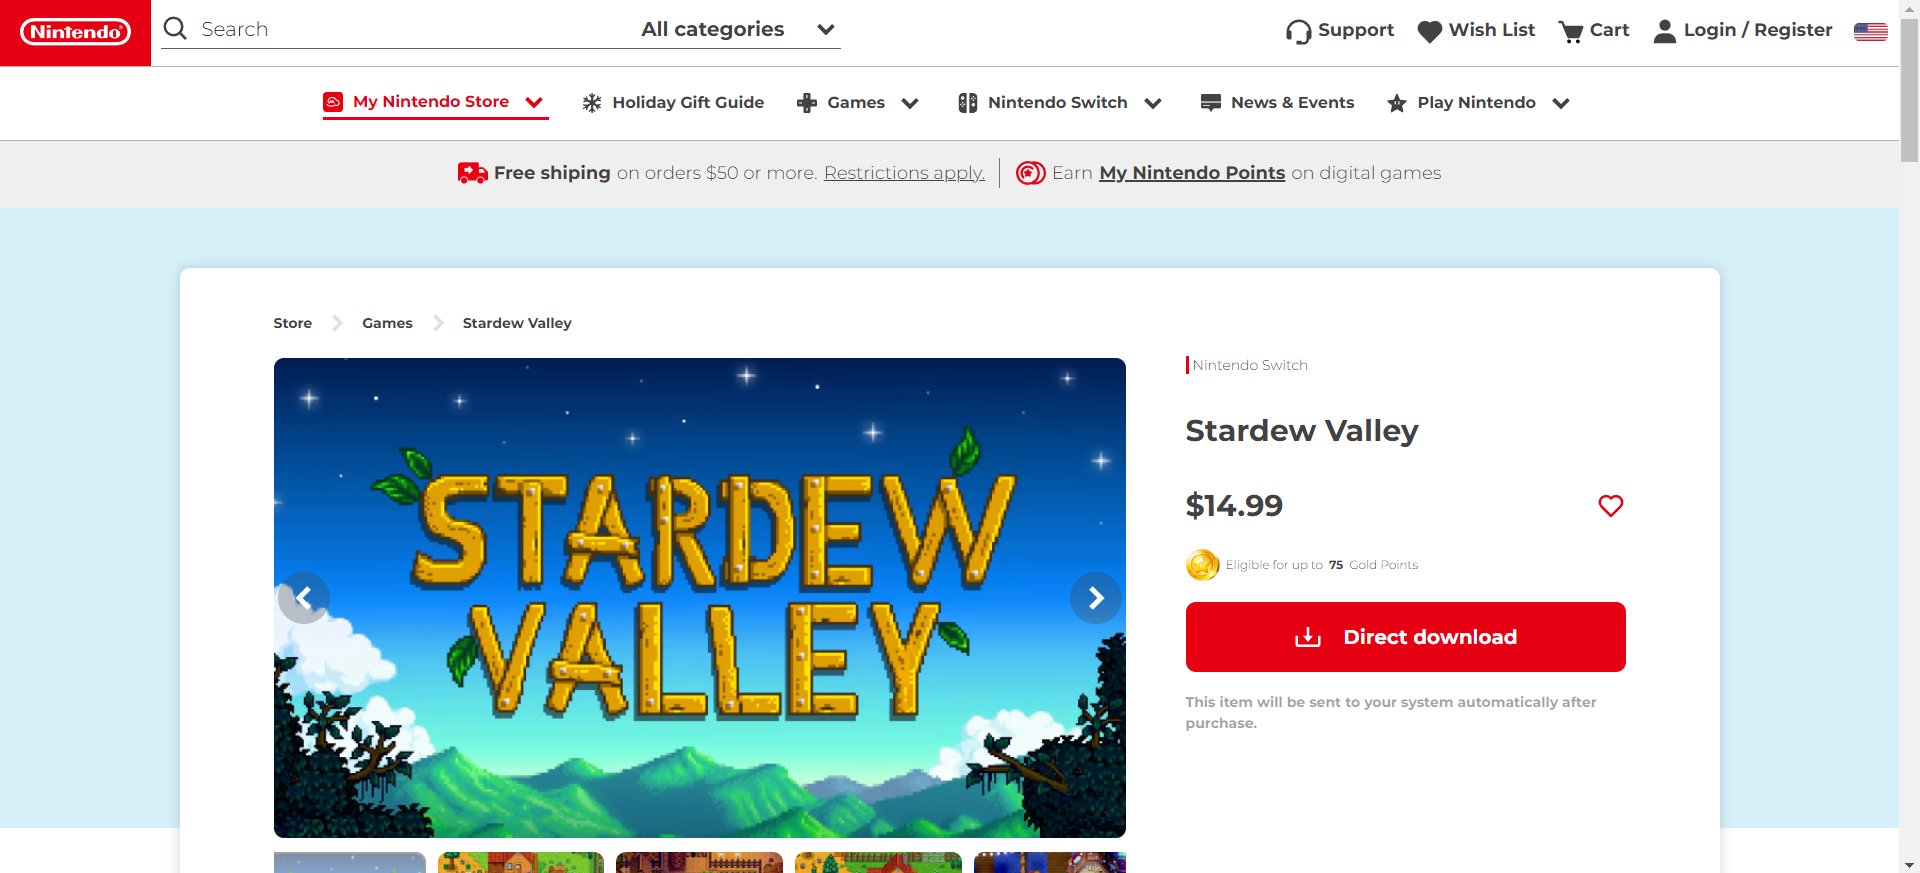 Nintendo
Search
All categories
Support
Wish List
Cart
Login / Register
My Nintendo Store
Holiday Gift Guide
Games
Nintendo Switch
News & Events
Play Nintendo
Free shiping on orders $50 or more. Restrictions apply.
Earn My Nintendo Points on digital games
Store
Games
Stardew Valley
STARDEW
VALLEY
Nintendo Switch
Stardew Valley
$14.99
Eligible for up to 75 Gold Points
Direct download
This item will be sent to your system automatically after
purchase.